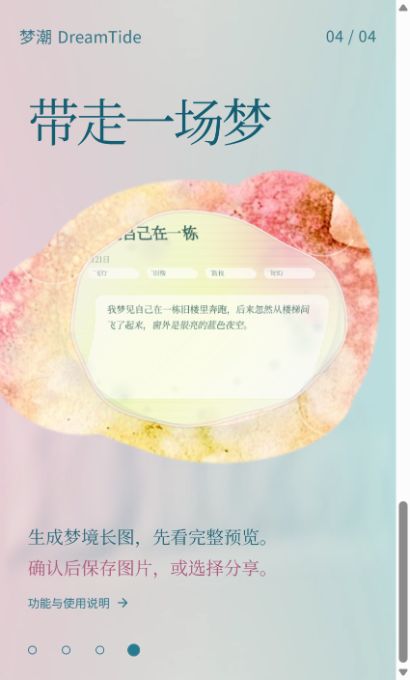 梦潮 DreamTide
04 / 04
带走一场梦
自己在一栋
21日
我梦见自己在一栋旧楼里奔跑，后来忽然从楼梯间
飞了起来，窗外是很亮的蓝色夜空。
生成梦境长图，先看完整预览。
确认后保存图片，或选择分享。
功能与使用说明 →